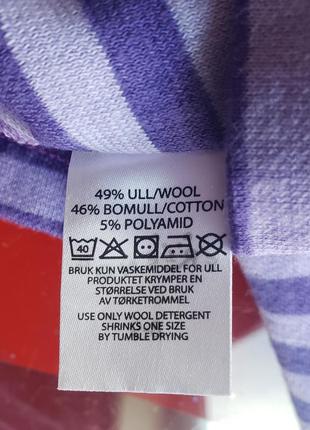 49% ULL/WOOL
46% BOMULL/COTTON
5% POLYAMID
40
BRUK KUN VASKEMIDDEL FOR ULL
PRODUKTET KRYMPER EN
STØRRELSE VED BRUK
AV TØRKETROMMEL
USE ONLY WOOL DETERGENT
SHRINKS ONE SIZE
BY TUMBLE DRYING